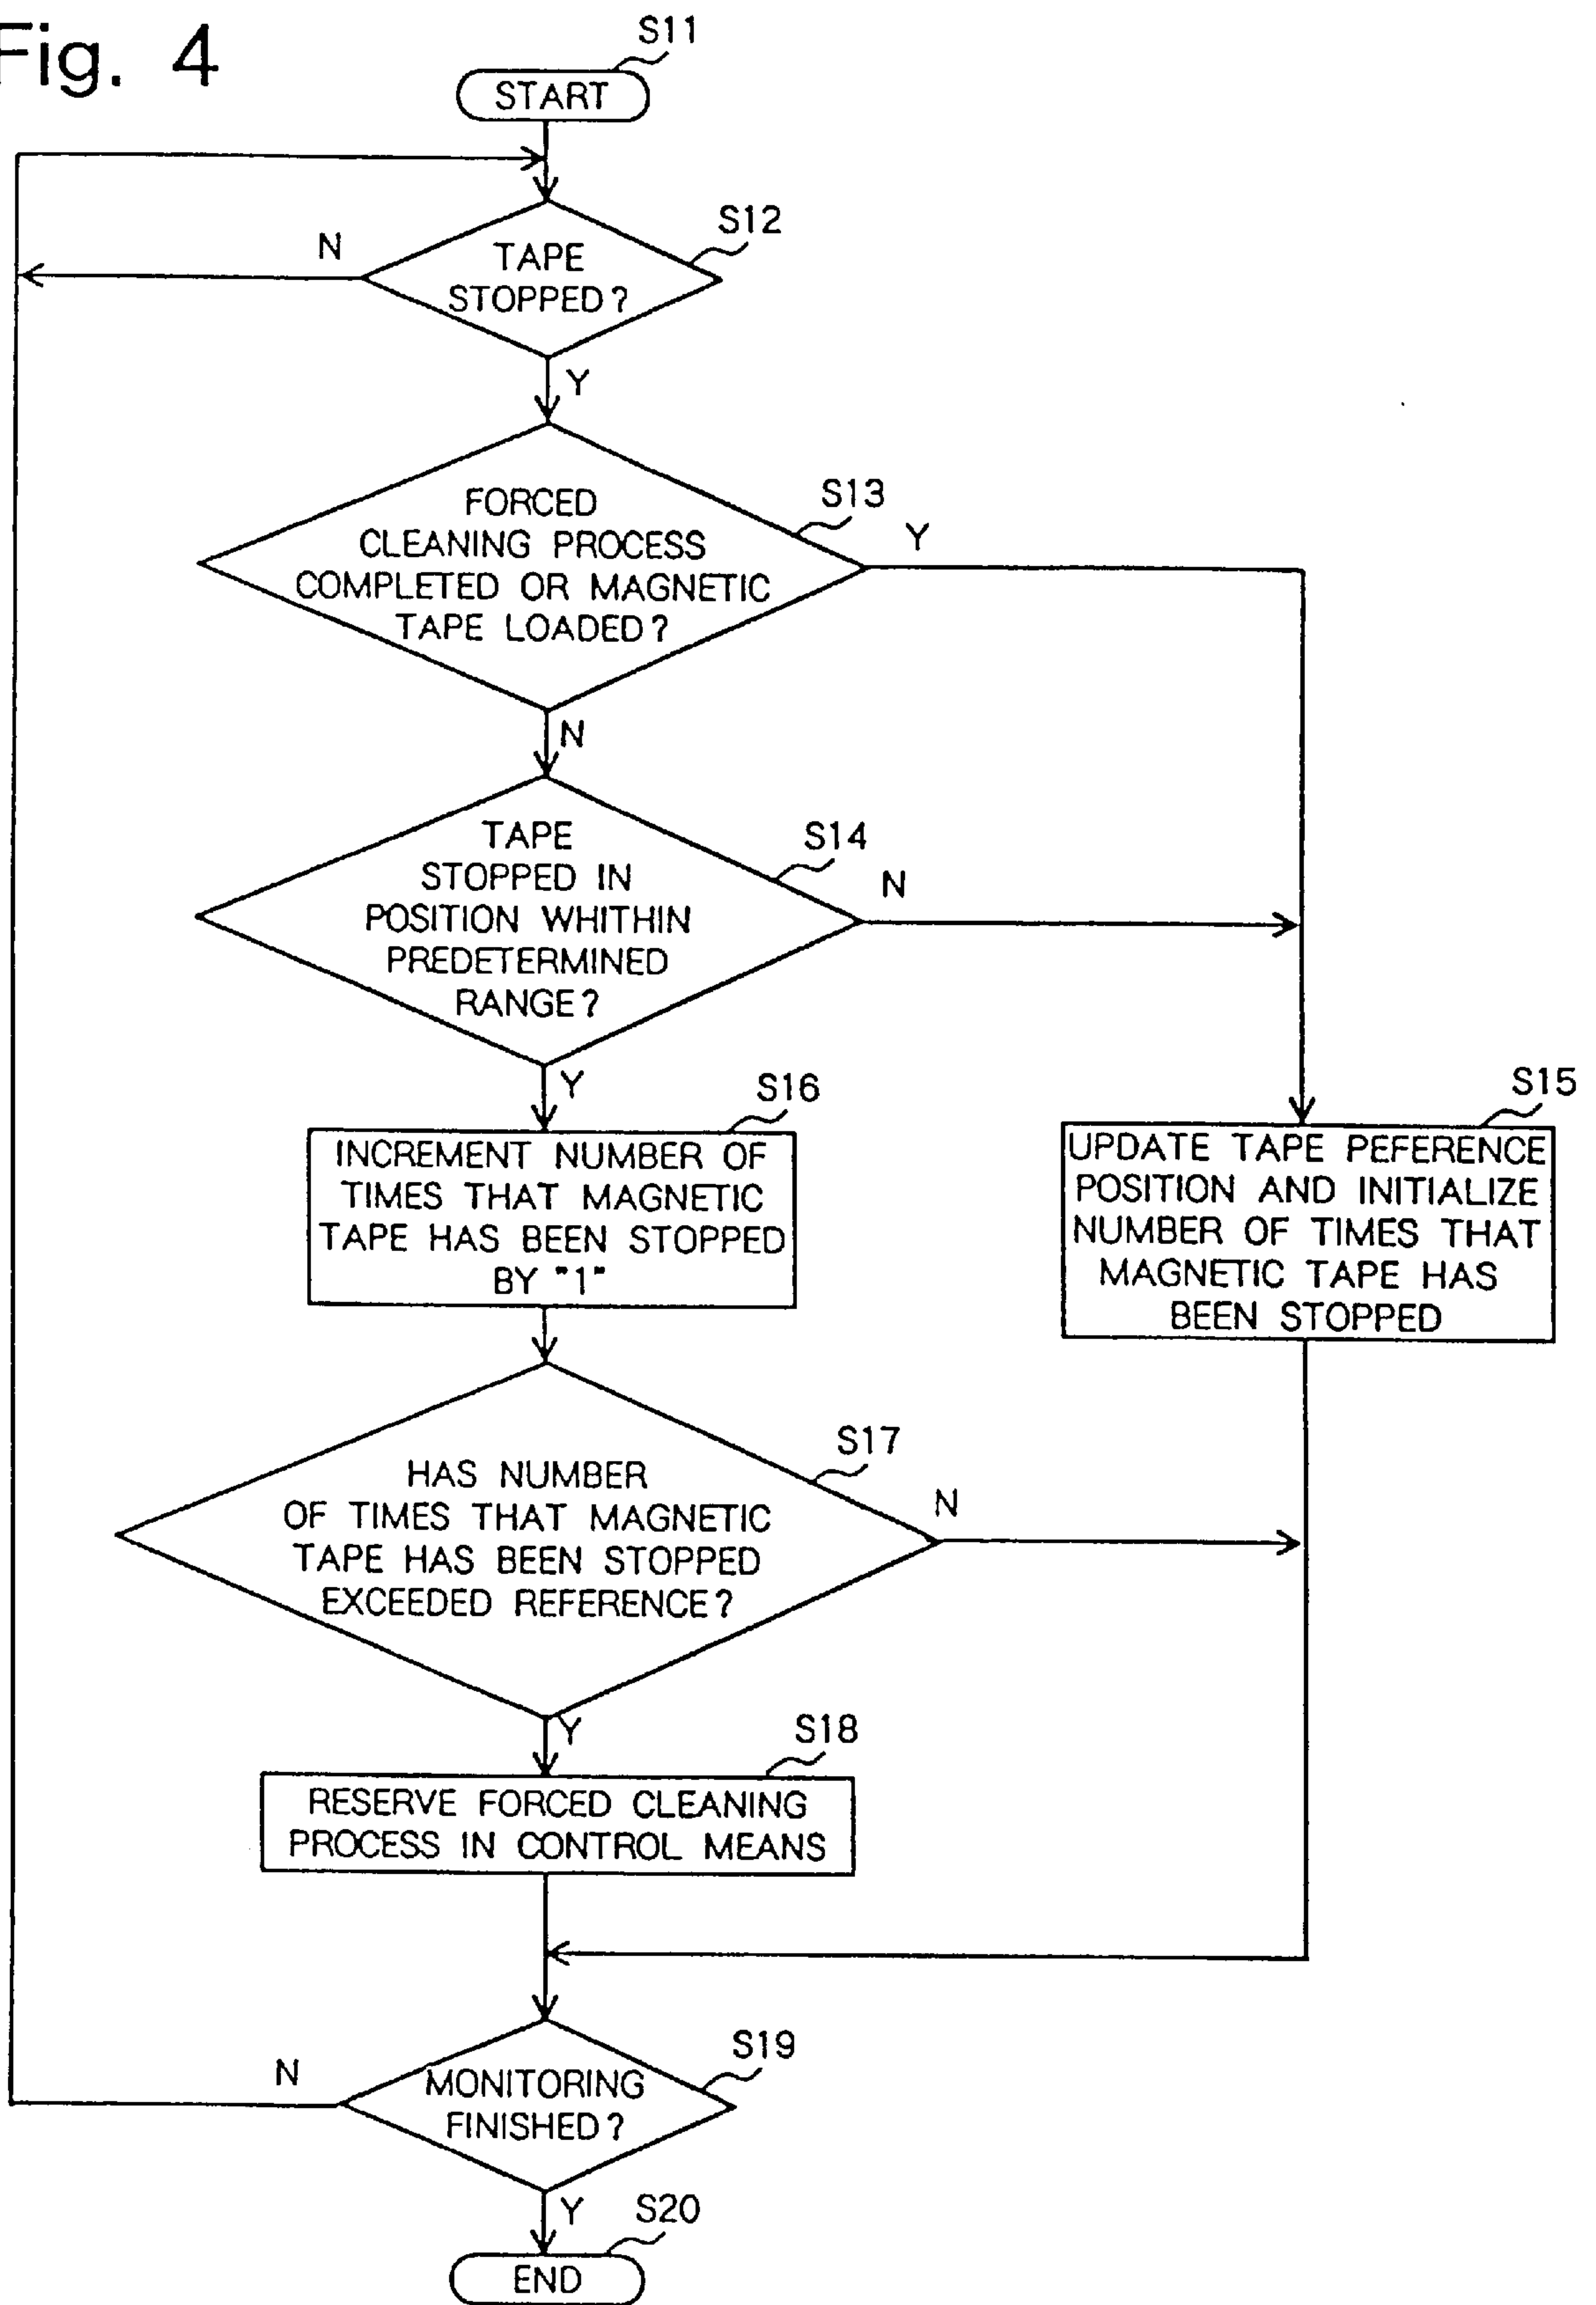 Fig. 4
S11
START
S12
N
TAPE
STOPPED?
Y
S13
FORCED
CLEANING PROCESS
COMPLETED OR MAGNETIC
TAPE LOADED?
Y
N
S14
TAPE
STOPPED IN
POSITION WHITHIN
PREDETERMINED
RANGE?
N
Y
S16
INCREMENT NUMBER OF
TIMES THAT MAGNETIC
TAPE HAS BEEN STOPPED
BY "1"
S15
UPDATE TAPE PEFERENCE
POSITION AND INITIALIZE
NUMBER OF TIMES THAT
MAGNETIC TAPE HAS
BEEN STOPPED
S17
HAS NUMBER
OF TIMES THAT MAGNETIC
TAPE HAS BEEN STOPPED
EXCEEDED REFERENCE?
N
Y
S18
RESERVE FORCED CLEANING
PROCESS IN CONTROL MEANS
S19
N
MONITORING
FINISHED?
Y
S20
END